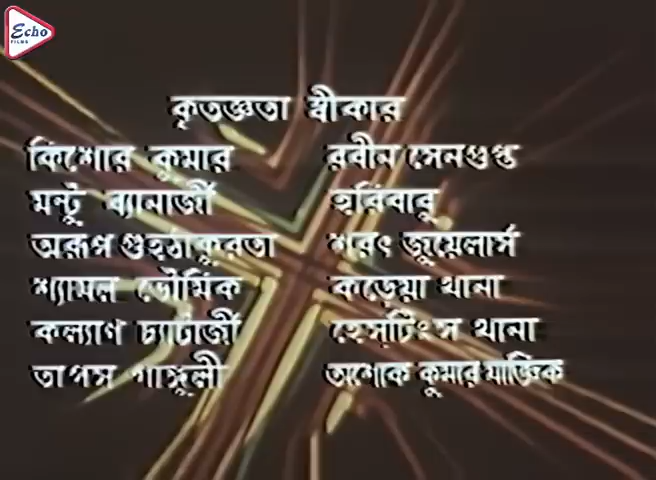 Echo
FILMS
কৃতজ্ঞতা স্বীকার
কিশোর কুমার
মন্টু ব্যানার্জী
অরূপ গুহঠাকুরতা
শ্যামল ভৌমিক
কল্যাণ চ্যাটার্জী
তাপস গাঙ্গুলী
রবীন সেনগুপ্ত
হরিবাবু
শরৎ জুয়েলার্স
কড়েয়া থানা
হেস্টিংস থানা
অশোক কুমার